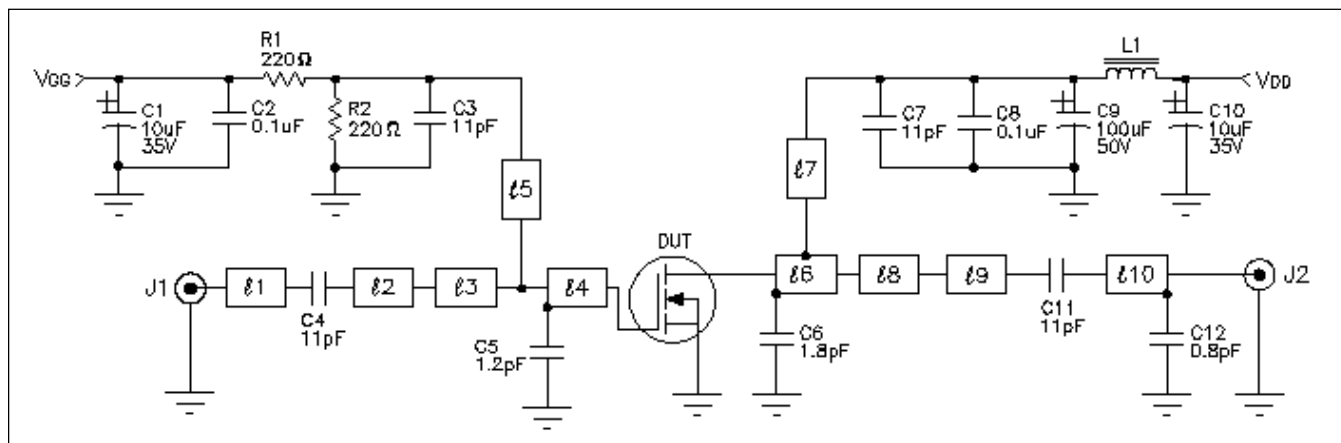 R1
220Ω
VGG
C1
10uF
35V
C2
0.1uF
R2
220Ω
C3
11pF
ℓ5
L1
VDD
C7
11pF
C8
0.1uF
C9
100uF
50V
C10
10uF
35V
ℓ7
DUT
J1
ℓ1
C4
11pF
ℓ2
ℓ3
ℓ4
C5
1.2pF
ℓ6
C6
1.8pF
ℓ8
ℓ9
C11
11pF
ℓ10
C12
0.8pF
J2